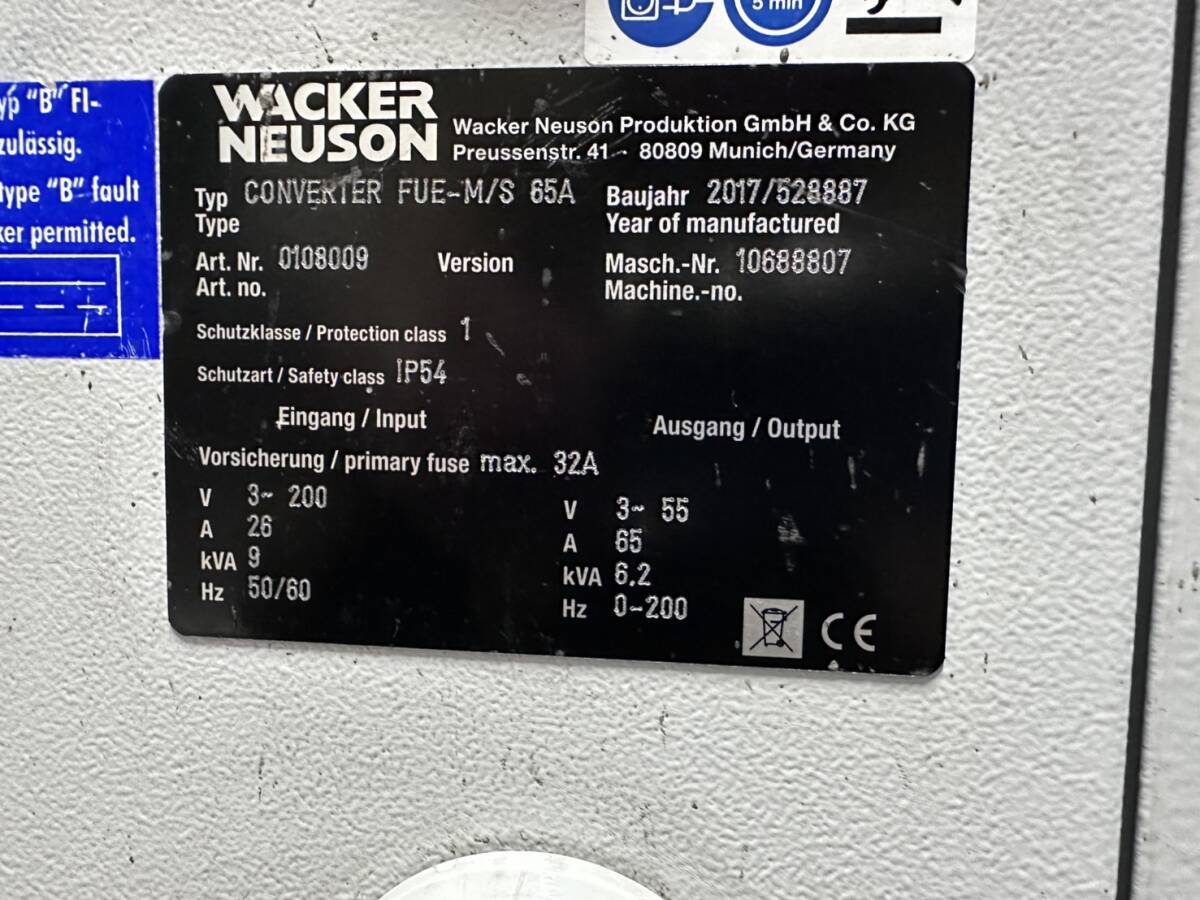 5 min
yp "B" FI-
zulässig.
type "B" fault
ker permitted.
WACKER
NEUSON
Wacker Neuson Produktion GmbH & Co. KG
Preussenstr. 41 - 80809 Munich/Germany
Typ CONVERTER FUE-M/S 65A
Type
Baujahr 2017/528887
Year of manufactured
Art. Nr. 0108009 Version
Art. no.
Masch.-Nr. 10688807
Machine.-no.
Schutzklasse / Protection class 1
Schutzart / Safety class IP54
Eingang / Input
Vorsicherung / primary fuse max. 32A
V 3~ 200
A 26
kVA 9
Hz 50/60
Ausgang / Output
V 3~ 55
A 65
kVA 6.2
Hz 0-200
CE